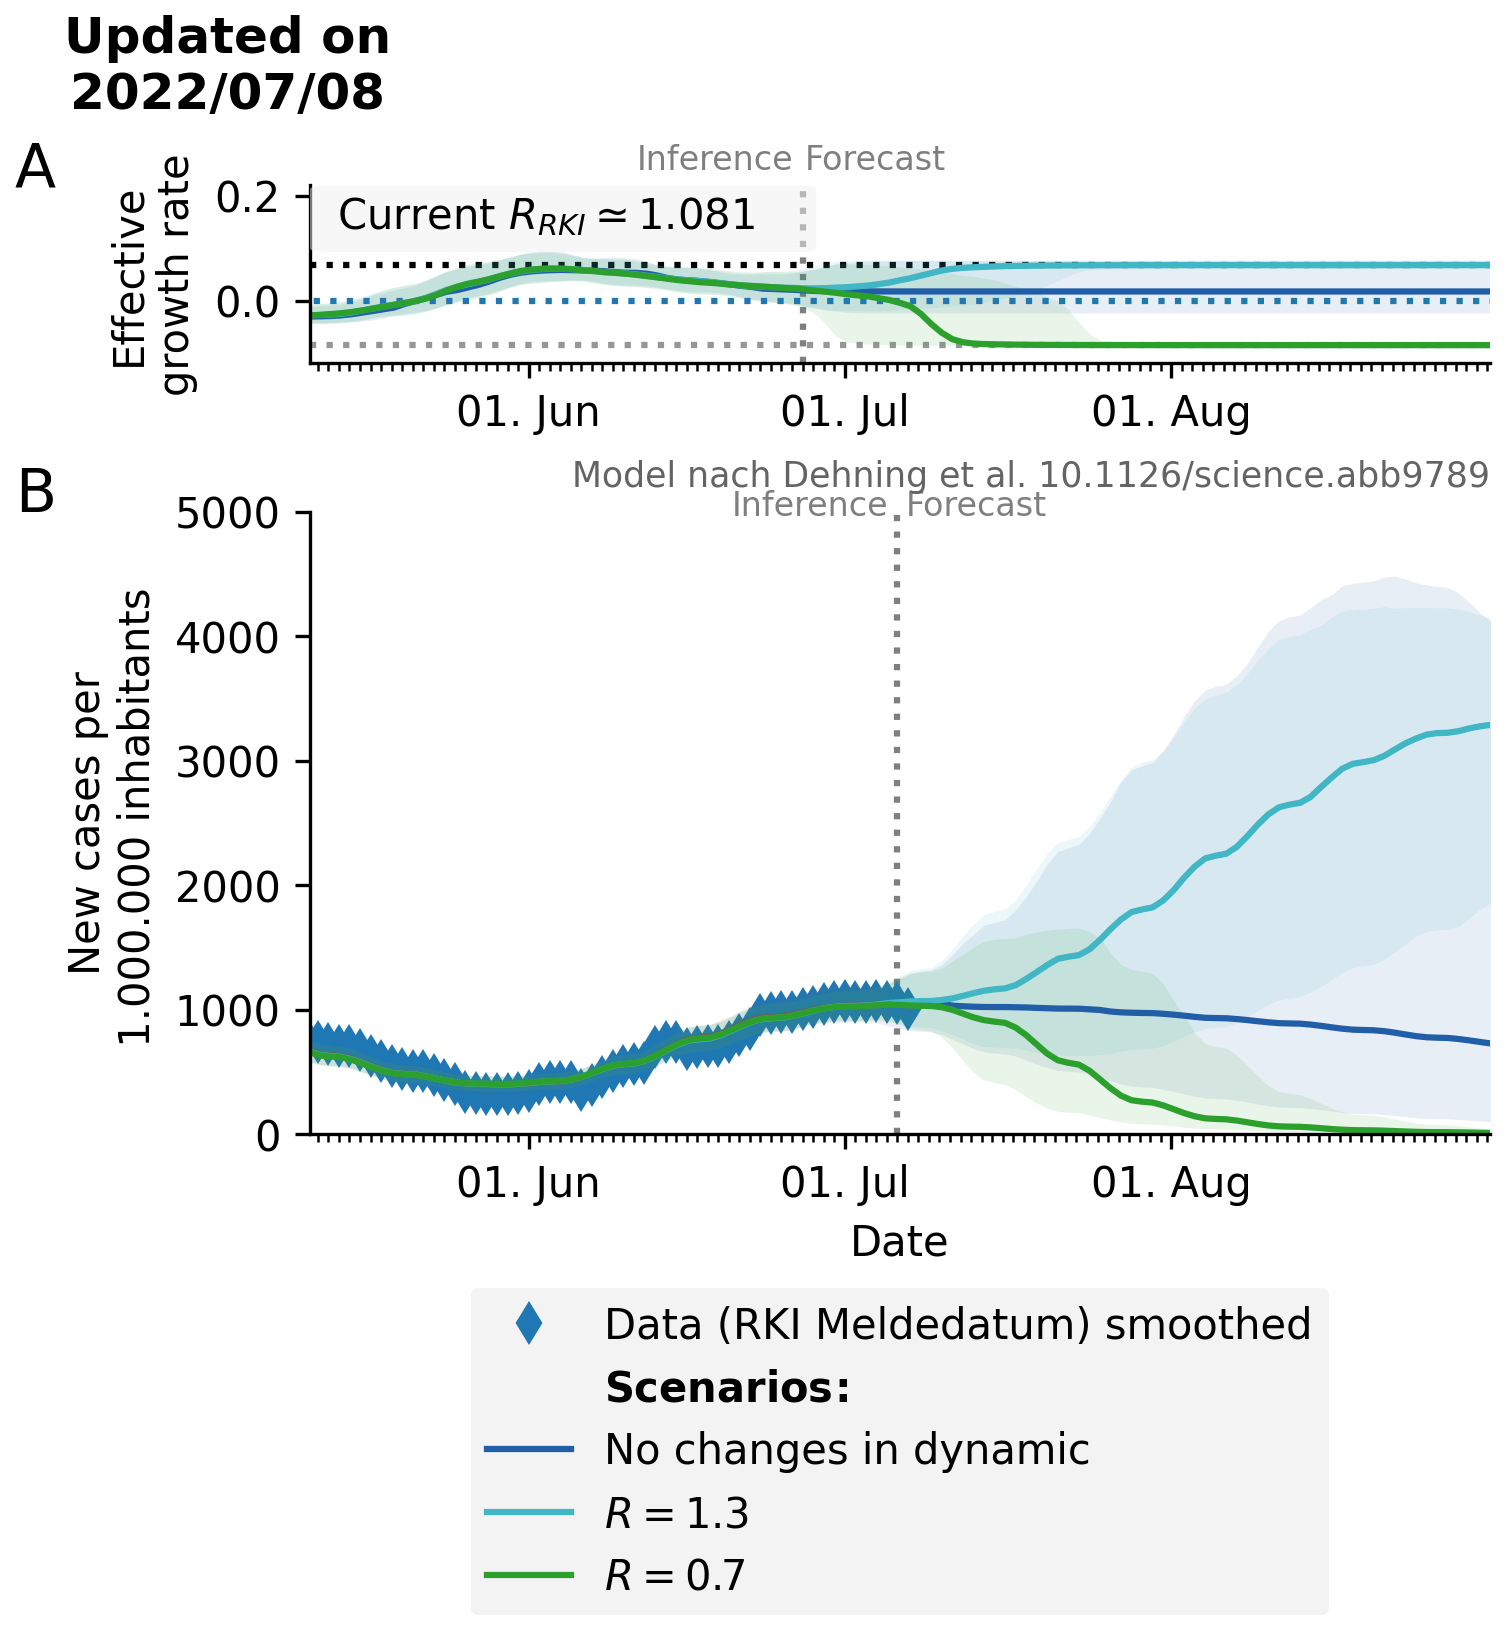 Updated on
2022/07/08
A
Inference Forecast
Effective
growth rate
0.2
0.0
Current R_RKI ≃ 1.081
01. Jun
01. Jul
01. Aug
B
Model nach Dehning et al. 10.1126/science.abb9789
Inference Forecast
New cases per
1.000.000 inhabitants
5000
4000
3000
2000
1000
0
01. Jun
01. Jul
01. Aug
Date
Data (RKI Meldedatum) smoothed
Scenarios:
No changes in dynamic
R = 1.3
R = 0.7